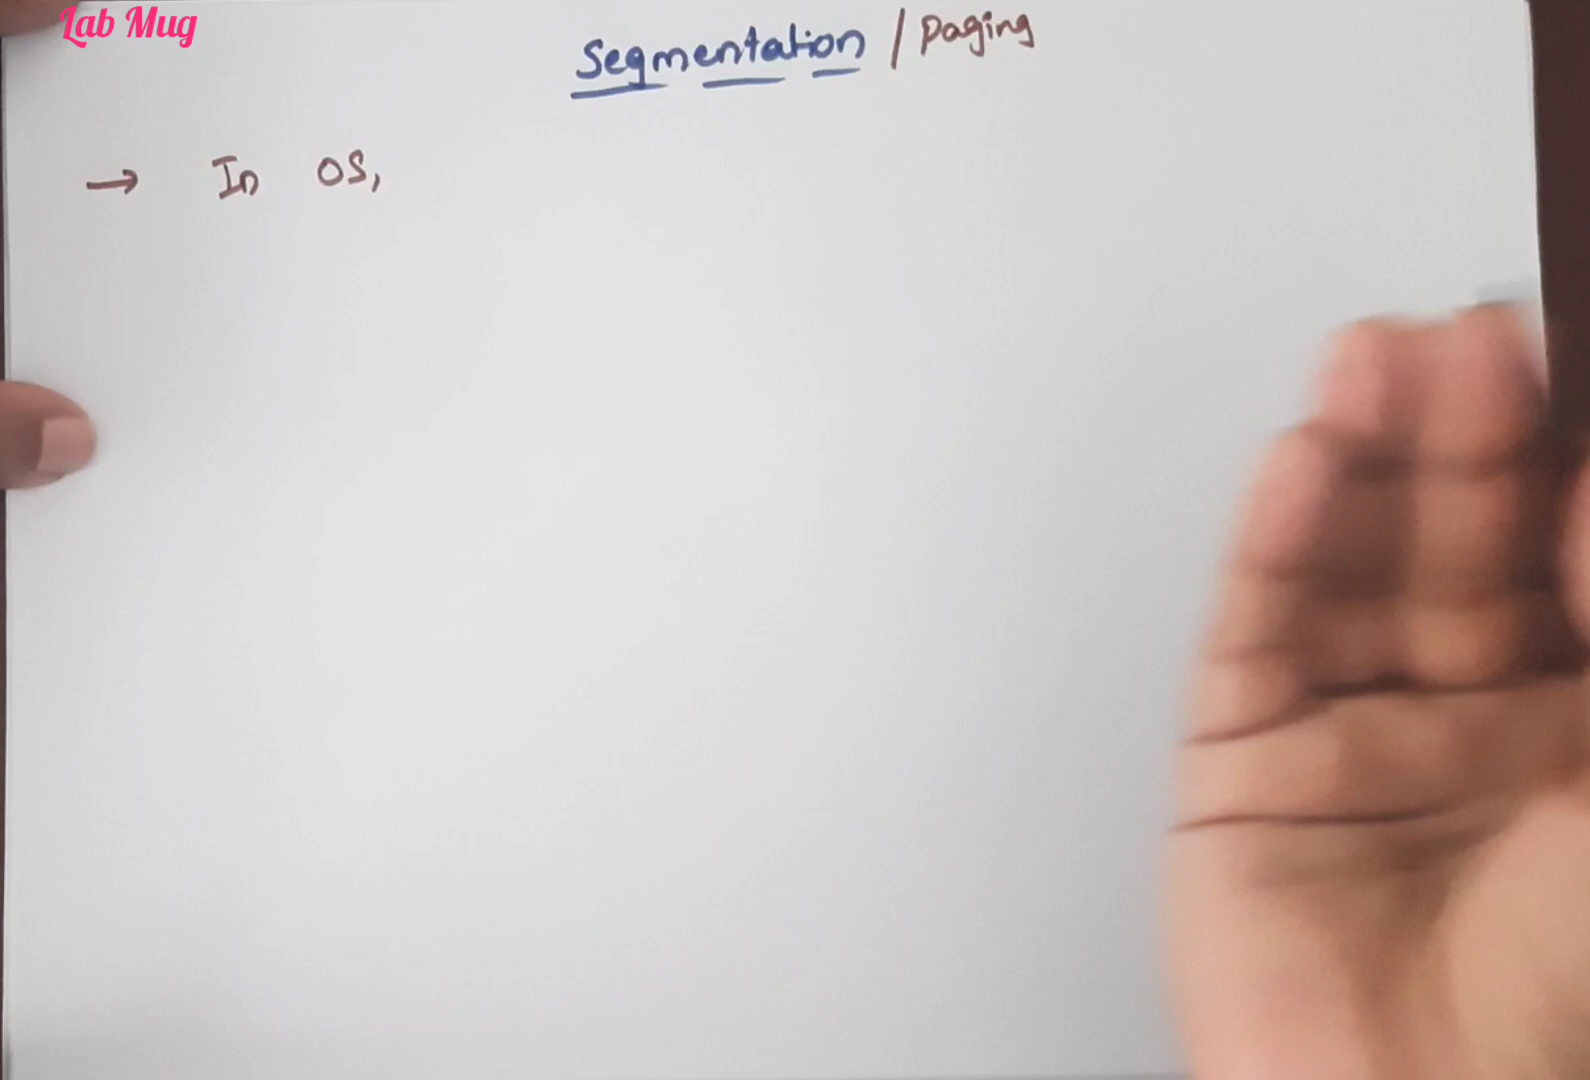 Lab Mug
Segmentation / Paging
→ In OS,